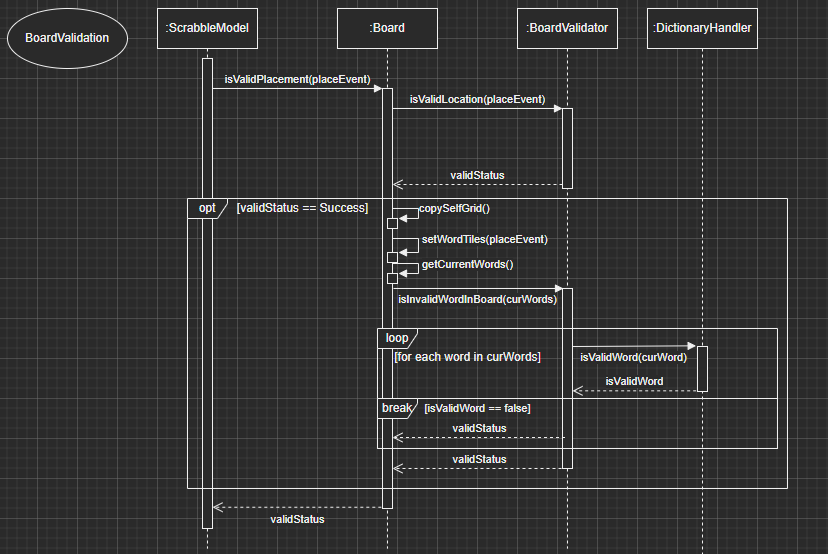 BoardValidation
:ScrabbleModel
:Board
:BoardValidator
:DictionaryHandler
isValidPlacement(placeEvent)
isValidLocation(placeEvent)
validStatus
opt
[validStatus == Success]
copySelfGrid()
setWordTiles(placeEvent)
getCurrentWords()
isInvalidWordInBoard(curWords)
loop
[for each word in curWords]
isValidWord(curWord)
isValidWord
break
[isValidWord == false]
validStatus
validStatus
validStatus